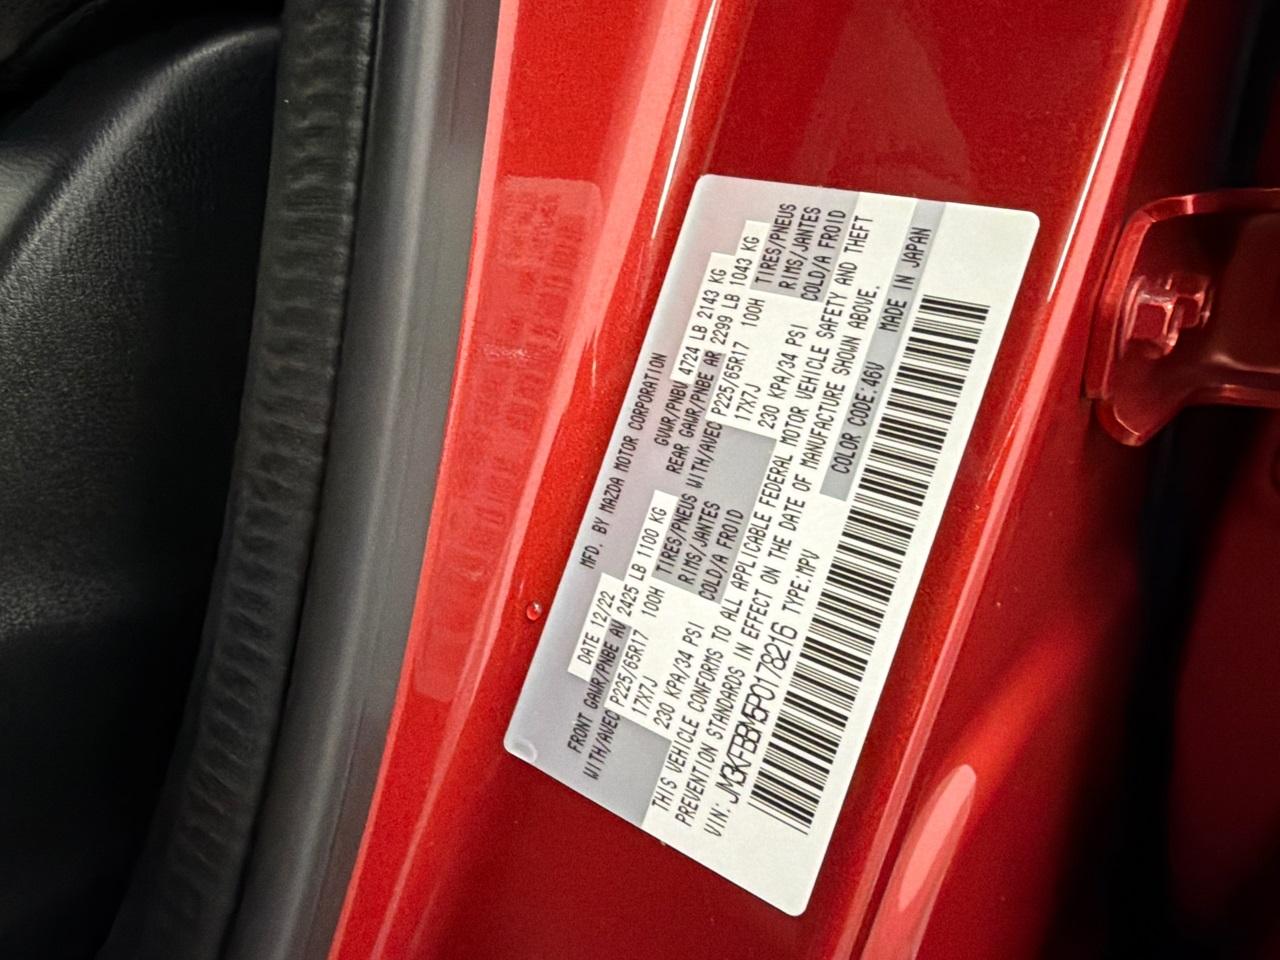 MFD. BY MAZDA MOTOR CORPORATION
DATE 12/22 GVWR/PNBV 4724 LB 2143 KG
FRONT GAWR/PNBE AV 2425 LB 1100 KG REAR GAWR/PNBE AR 2299 LB 1043 KG
WITH/AVEC P225/65R17 100H TIRES/PNEUS WITH/AVEC P225/65R17 100H TIRES/PNEUS
17X7J RIMS/JANTES 17X7J RIMS/JANTES
230 KPA/34 PSI COLD/A FROID 230 KPA/34 PSI COLD/A FROID
THIS VEHICLE CONFORMS TO ALL APPLICABLE FEDERAL MOTOR VEHICLE SAFETY AND THEFT
PREVENTION STANDARDS IN EFFECT ON THE DATE OF MANUFACTURE SHOWN ABOVE.
VIN: JM3KFBBM5P0178216 TYPE:MPV COLOR CODE:46V MADE IN JAPAN